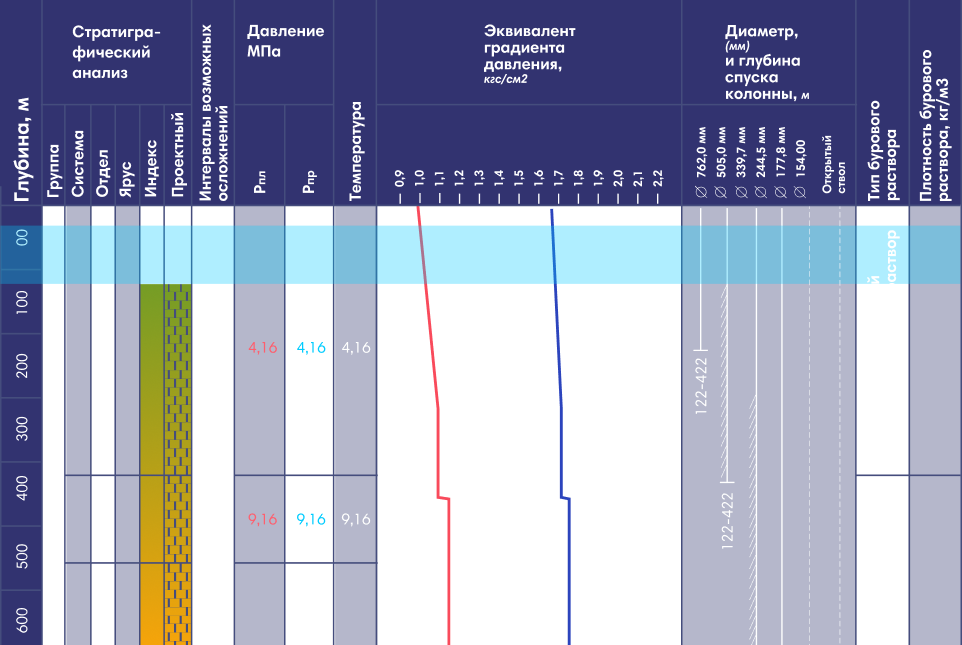 Глубина, м
Стратигра-
фический
анализ
Группа
Система
Отдел
Ярус
Индекс
Проектный
Интервалы возможных
осложнений
Давление
МПа
Рпл
Рпр
Температура
Эквивалент
градиента
давления,
кгс/см2
0,9
1,0
1,1
1,2
1,3
1,4
1,5
1,6
1,7
1,8
1,9
2,0
2,1
2,2
Диаметр,
(мм)
и глубина
спуска
колонны, м
∅ 762,0 мм
∅ 505,0 мм
∅ 339,7 мм
∅ 244,5 мм
∅ 177,8 мм
∅ 154,00
Открытый
ствол
Тип бурового
раствора
Плотность бурового
раствора, кг/м3
00
100
200
300
400
500
600
4,16
4,16
4,16
9,16
9,16
9,16
122-422
122-422